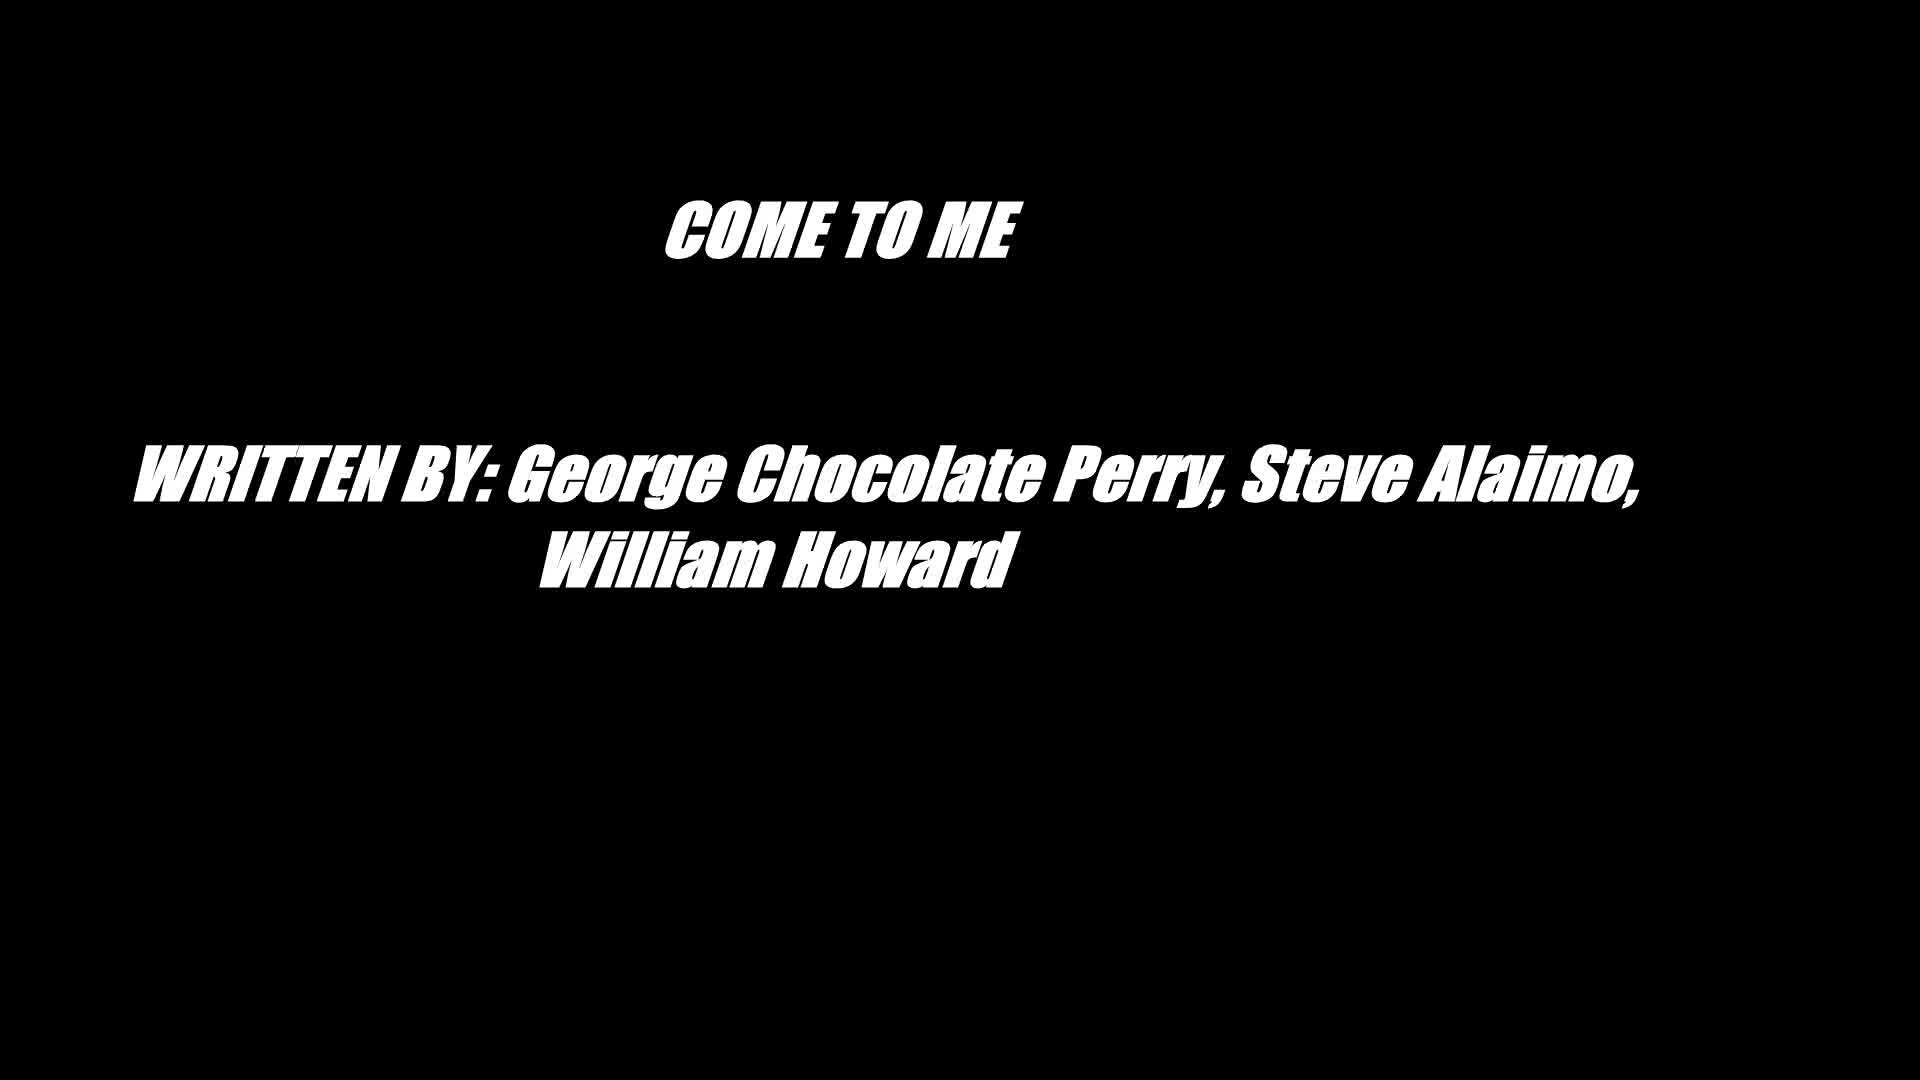 COME TO ME
WRITTEN BY: George Chocolate Perry, Steve Alaimo,
William Howard